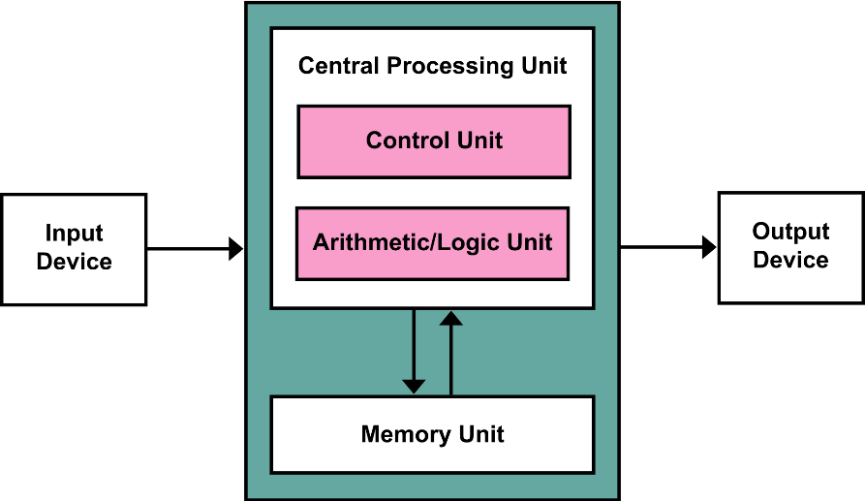 Central Processing Unit
Control Unit
Arithmetic/Logic Unit
Input
Device
Output
Device
Memory Unit